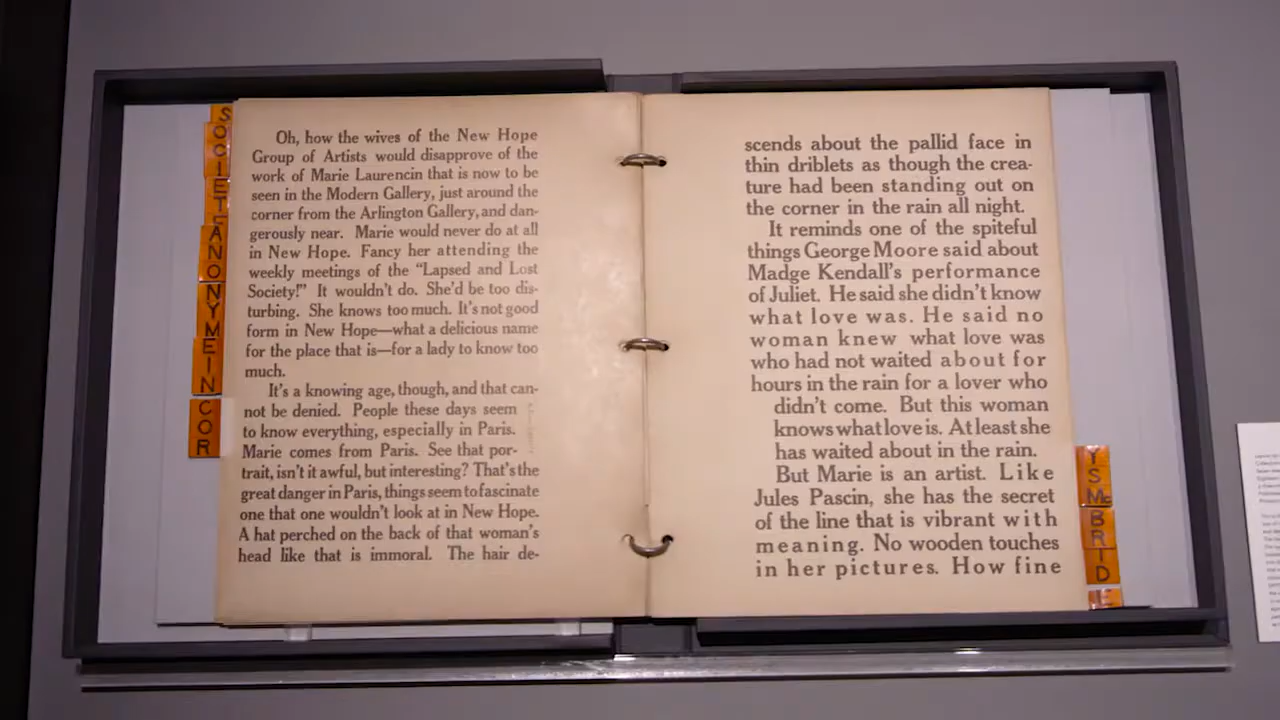 SOCIETE ANONYME INCOR
Oh, how the wives of the New Hope
Group of Artists would disapprove of the
work of Marie Laurencin that is now to be
seen in the Modern Gallery, just around the
corner from the Arlington Gallery, and dan-
gerously near. Marie would never do at all
in New Hope. Fancy her attending the
weekly meetings of the “Lapsed and Lost
Society!” It wouldn't do. She'd be too dis-
turbing. She knows too much. It's not good
form in New Hope—what a delicious name
for the place that is—for a lady to know too
much.
It's a knowing age, though, and that can-
not be denied. People these days seem
to know everything, especially in Paris.
Marie comes from Paris. See that por-
trait, isn't it awful, but interesting? That's the
great danger in Paris, things seem to fascinate
one that one wouldn't look at in New Hope.
A hat perched on the back of that woman's
head like that is immoral. The hair de-
scends about the pallid face in
thin driblets as though the crea-
ture had been standing out on
the corner in the rain all night.
It reminds one of the spiteful
things George Moore said about
Madge Kendall's performance
of Juliet. He said she didn't know
what love was. He said no
woman knew what love was
who had not waited about for
hours in the rain for a lover who
didn't come. But this woman
knows what love is. At least she
has waited about in the rain.
But Marie is an artist. Like
Jules Pascin, she has the secret
of the line that is vibrant with
meaning. No wooden touches
in her pictures. How fine
YS McBRIDE